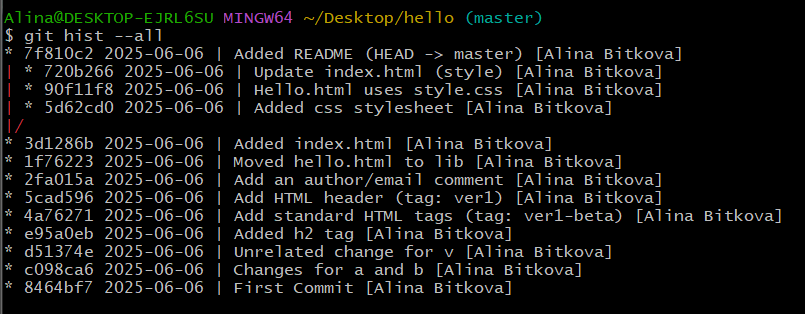 Alina@DESKTOP-EJRL6SU MINGW64 ~/Desktop/hello (master)
$ git hist --all
* 7f810c2 2025-06-06 | Added README (HEAD -> master) [Alina Bitkova]
| * 720b266 2025-06-06 | Update index.html (style) [Alina Bitkova]
| * 90f11f8 2025-06-06 | Hello.html uses style.css [Alina Bitkova]
| * 5d62cd0 2025-06-06 | Added css stylesheet [Alina Bitkova]
|/
* 3d1286b 2025-06-06 | Added index.html [Alina Bitkova]
* 1f76223 2025-06-06 | Moved hello.html to lib [Alina Bitkova]
* 2fa015a 2025-06-06 | Add an author/email comment [Alina Bitkova]
* 5cad596 2025-06-06 | Add HTML header (tag: ver1) [Alina Bitkova]
* 4a76271 2025-06-06 | Add standard HTML tags (tag: ver1-beta) [Alina Bitkova]
* e95a0eb 2025-06-06 | Added h2 tag [Alina Bitkova]
* d51374e 2025-06-06 | Unrelated change for v [Alina Bitkova]
* c098ca6 2025-06-06 | Changes for a and b [Alina Bitkova]
* 8464bf7 2025-06-06 | First Commit [Alina Bitkova]